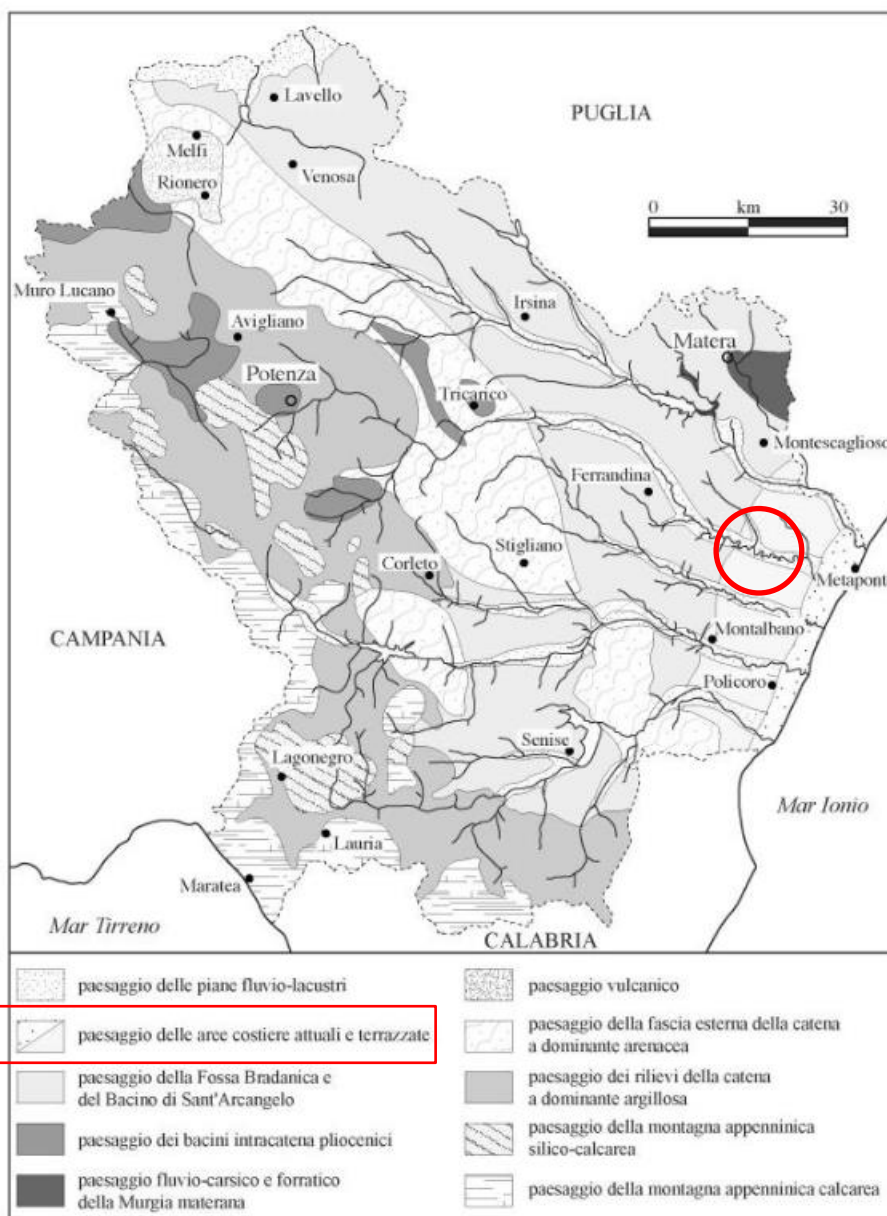 Lavello
PUGLIA
Melfi
Venosa
Rionero
0 km 30
Irsina
Muro Lucano
Avigliano
Matera
Potenza
Tricarico
Montescaglioso
Ferrandina
Stigliano
Corleto
Metapont
CAMPANIA
Montalbano
Policoro
Senise
Lagonegro
Mar Ionio
Lauria
Maratea
Mar Tirreno
CALABRIA
paesaggio delle piane fluvio-lacustri
paesaggio delle aree costiere attuali e terrazzate
paesaggio della Fossa Bradanica e
del Bacino di Sant'Arcangelo
paesaggio dei bacini intracatena pliocenici
paesaggio fluvio-carsico e forratico
della Murgia materana
paesaggio vulcanico
paesaggio della fascia esterna della catena
a dominante arenacea
paesaggio dei rilievi della catena
a dominante argillosa
paesaggio della montagna appenninica
silico-calcarea
paesaggio della montagna appenninica calcarea